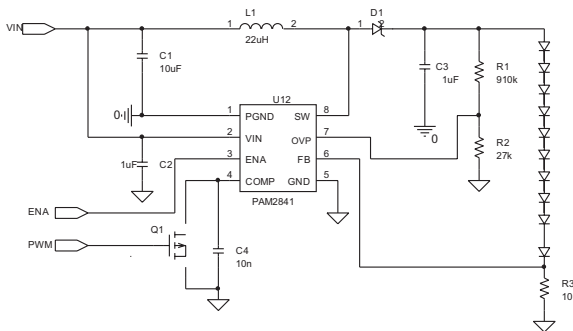 L1
D1
VIN
1
2
1
2
22uH
C1
10uF
C3
1uF
R1
910k
U12
0
1
PGND
SW
8
2
VIN
OVP
7
0
R2
27k
1uF
C2
3
ENA
FB
6
4
COMP
GND
5
PAM2841
ENA
Q1
PWM
C4
10n
R3
10